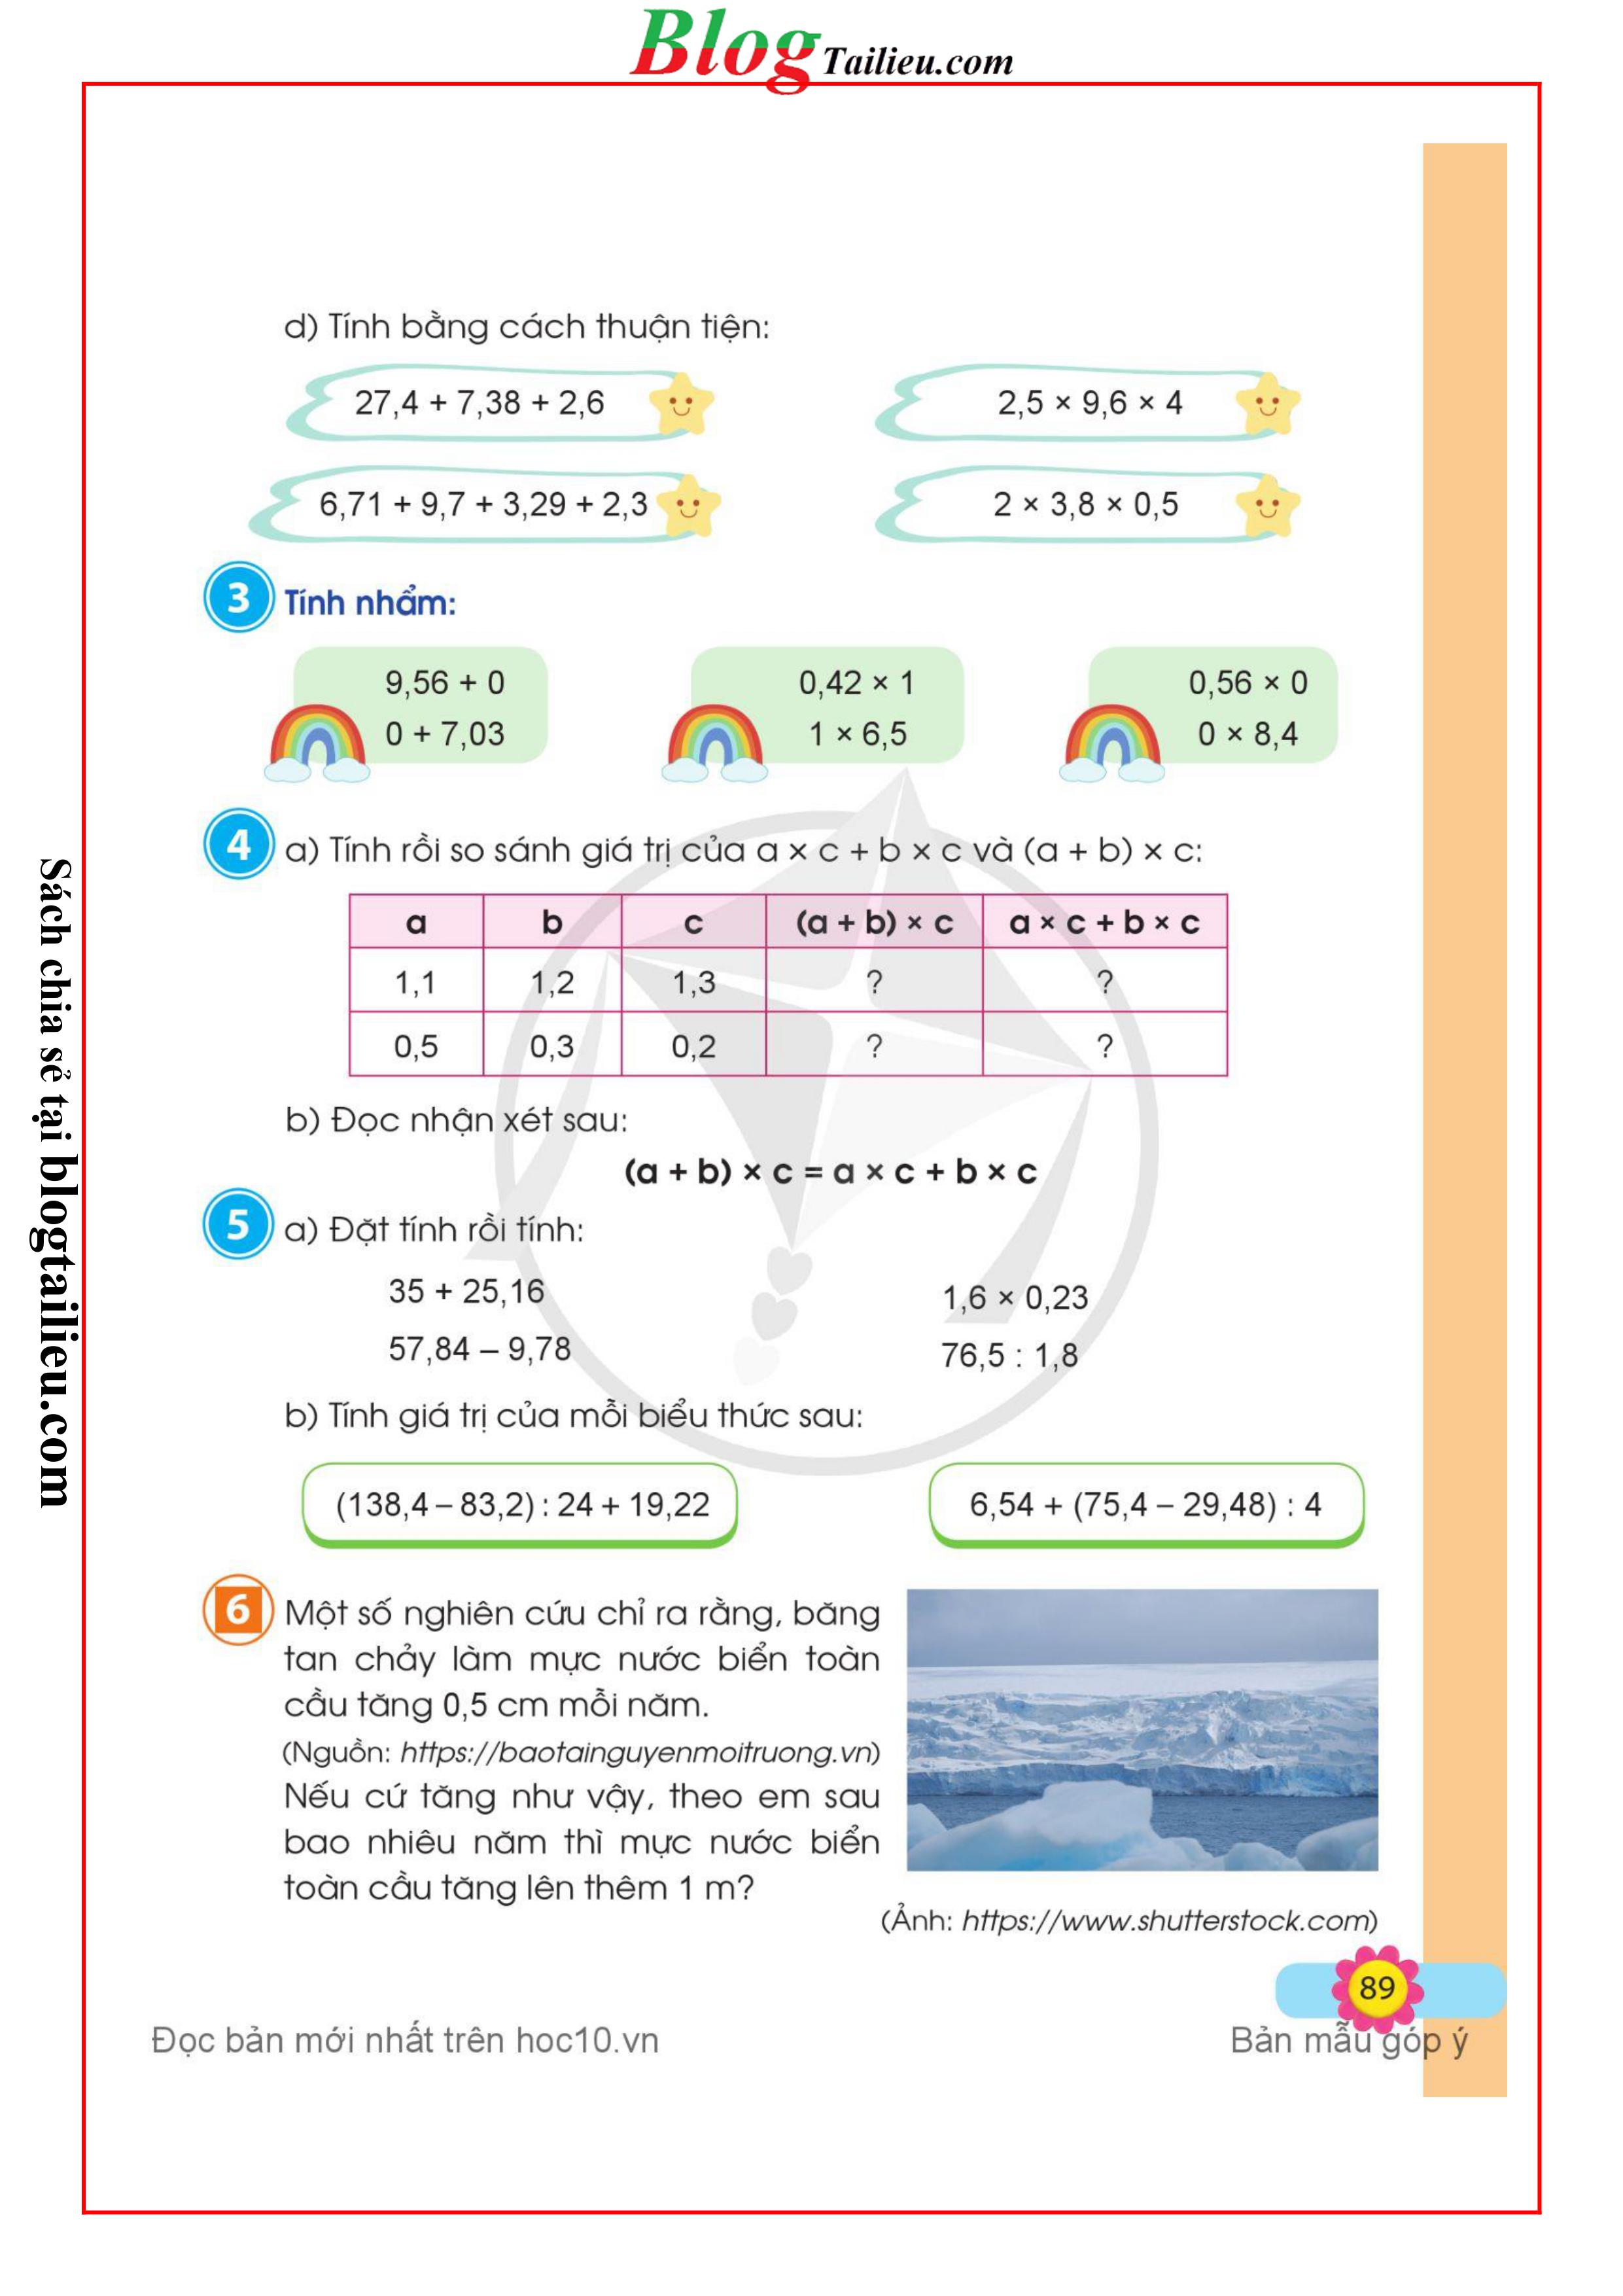 Blog Tailieu.com
d) Tính bằng cách thuận tiện:
27,4 + 7,38 + 2,6
2,5 × 9,6 × 4
6,71 + 9,7 + 3,29 + 2,3
2 × 3,8 × 0,5
3 Tính nhẩm:
9,56 + 0
0 + 7,03
0,42 × 1
1 × 6,5
0,56 × 0
0 × 8,4
4 a) Tính rồi so sánh giá trị của a × c + b × c và (a + b) × c:
a b c (a + b) × c a × c + b × c
1,1 1,2 1,3 ? ?
0,5 0,3 0,2 ? ?
b) Đọc nhận xét sau:
(a + b) × c = a × c + b × c
5 a) Đặt tính rồi tính:
35 + 25,16
1,6 × 0,23
57,84 – 9,78
76,5 : 1,8
b) Tính giá trị của mỗi biểu thức sau:
(138,4 – 83,2) : 24 + 19,22
6,54 + (75,4 – 29,48) : 4
6 Một số nghiên cứu chỉ ra rằng, băng
tan chảy làm mực nước biển toàn
cầu tăng 0,5 cm mỗi năm.
(Nguồn: https://baotainguyenmoitruong.vn)
Nếu cứ tăng như vậy, theo em sau
bao nhiêu năm thì mực nước biển
toàn cầu tăng lên thêm 1 m?
(Ảnh: https://www.shutterstock.com)
89
Đọc bản mới nhất trên hoc10.vn
Bản mẫu góp ý
Sách chia sẻ tại blogtailieu.com